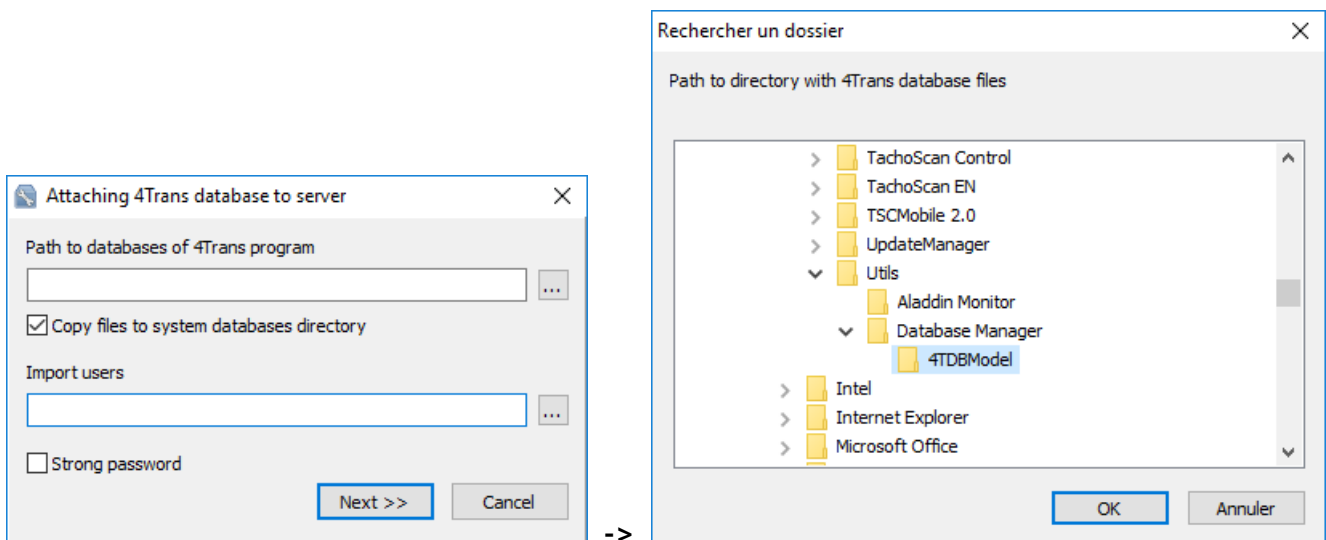 Attaching 4Trans database to server
Path to databases of 4Trans program
...
Copy files to system databases directory
Import users
...
Strong password
Next >>
Cancel
->
Rechercher un dossier
Path to directory with 4Trans database files
TachoScan Control
TachoScan EN
TSCMobile 2.0
UpdateManager
Utils
Aladdin Monitor
Database Manager
4TDBModel
Intel
Internet Explorer
Microsoft Office
OK
Annuler